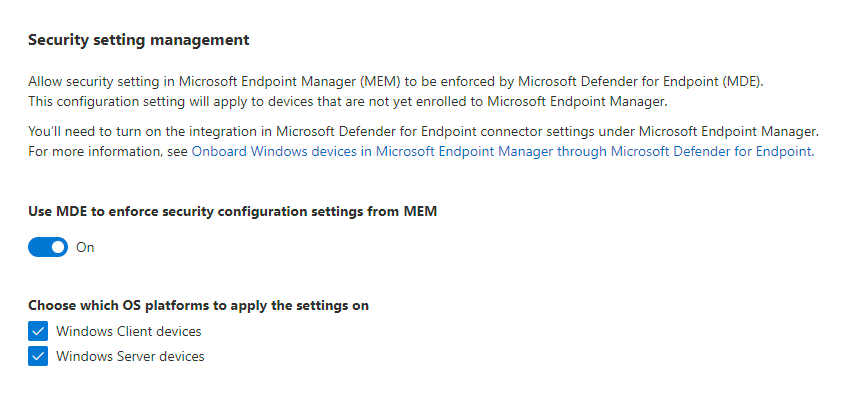 Security setting management
Allow security setting in Microsoft Endpoint Manager (MEM) to be enforced by Microsoft Defender for Endpoint (MDE).
This configuration setting will apply to devices that are not yet enrolled to Microsoft Endpoint Manager.
You'll need to turn on the integration in Microsoft Defender for Endpoint connector settings under Microsoft Endpoint Manager.
For more information, see Onboard Windows devices in Microsoft Endpoint Manager through Microsoft Defender for Endpoint.
Use MDE to enforce security configuration settings from MEM
On
Choose which OS platforms to apply the settings on
Windows Client devices
Windows Server devices